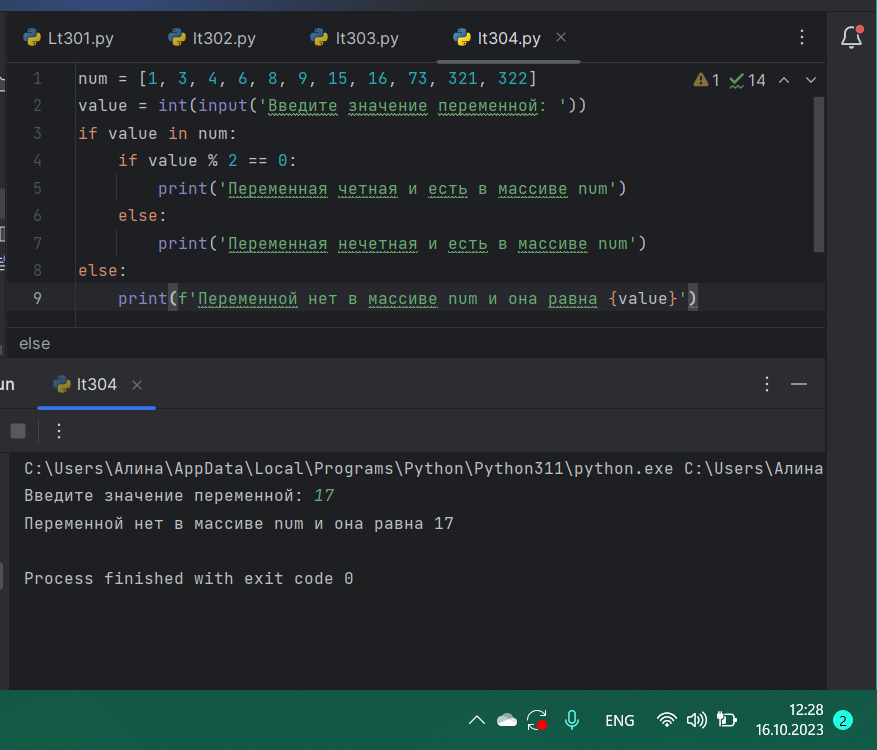 Lt301.py lt302.py lt303.py lt304.py
1 num = [1, 3, 4, 6, 8, 9, 15, 16, 73, 321, 322] 1 14
2 value = int(input('Введите значение переменной: '))
3 if value in num:
4 if value % 2 == 0:
5 print('Переменная четная и есть в массиве num')
6 else:
7 print('Переменная нечетная и есть в массиве num')
8 else:
9 print(f'Переменной нет в массиве num и она равна {value}')
else
un lt304
C:\Users\Алина\AppData\Local\Programs\Python\Python311\python.exe C:\Users\Алина
Введите значение переменной: 17
Переменной нет в массиве num и она равна 17
Process finished with exit code 0
ENG 12:28 2
16.10.2023